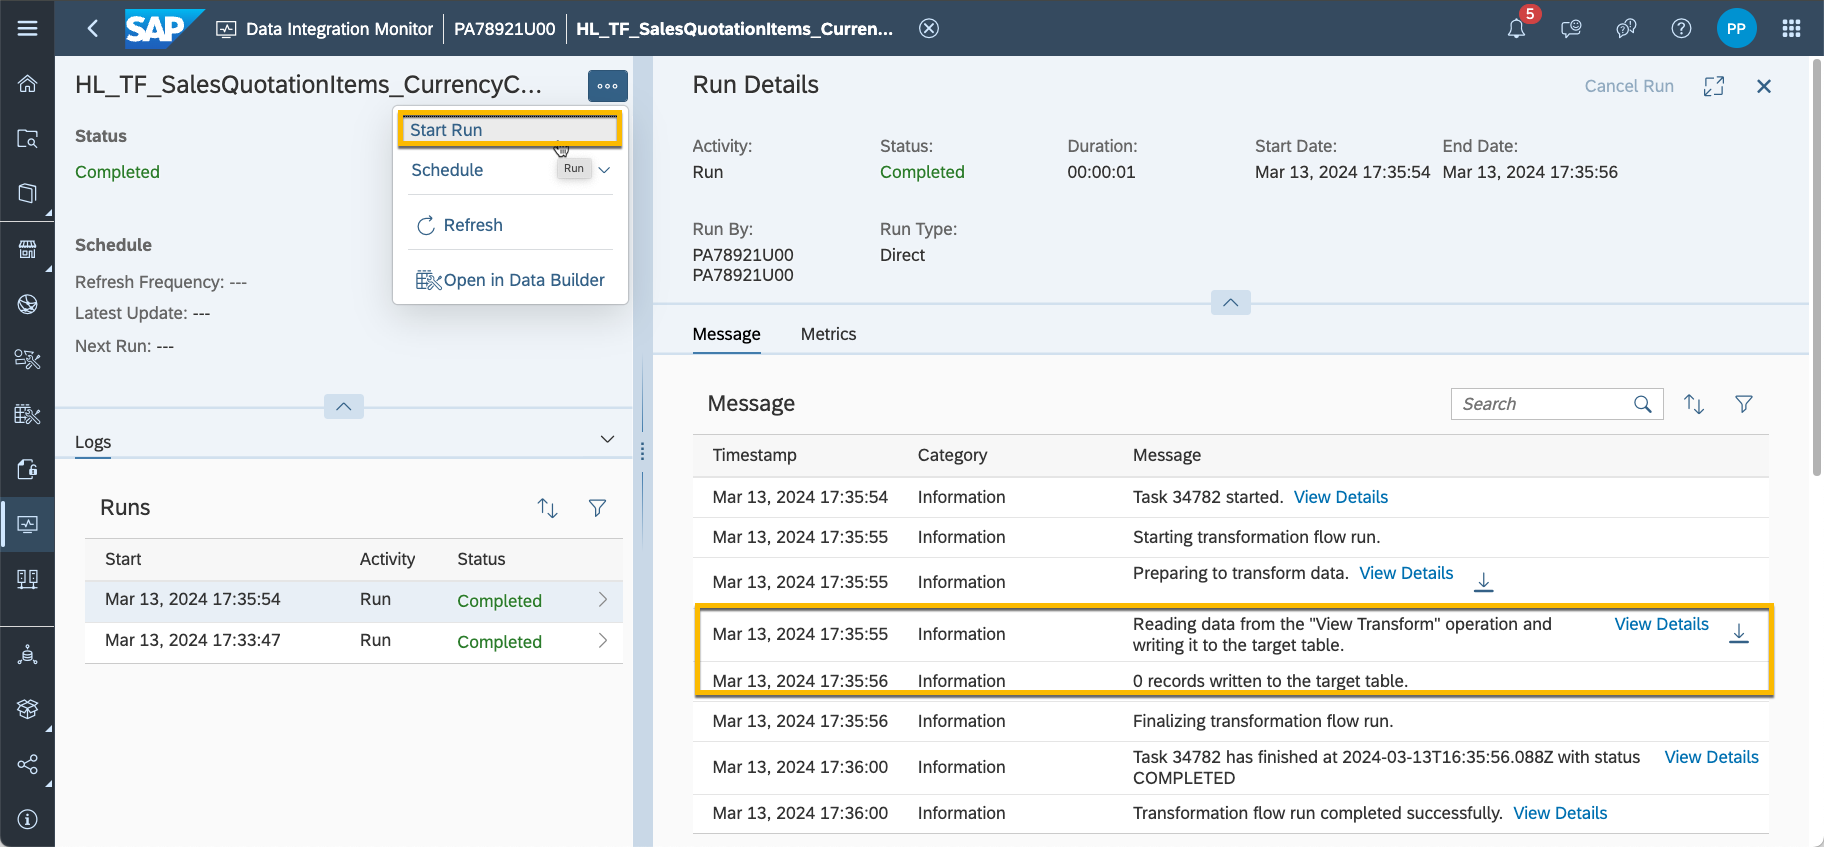 SAP
Data Integration Monitor
PA78921U00
HL_TF_SalesQuotationItems_Curren...
5
PP
HL_TF_SalesQuotationItems_CurrencyC...
Status
Completed
Start Run
Schedule
Run
Refresh
Open in Data Builder
Schedule
Refresh Frequency: ---
Latest Update: ---
Next Run: ---
Logs
Runs
Start Activity Status
Mar 13, 2024 17:35:54 Run Completed
Mar 13, 2024 17:33:47 Run Completed
Run Details
Cancel Run
Activity: Status: Duration: Start Date: End Date:
Run Completed 00:00:01 Mar 13, 2024 17:35:54 Mar 13, 2024 17:35:56
Run By: Run Type:
PA78921U00 Direct
PA78921U00
Message Metrics
Message
Search
Timestamp Category Message
Mar 13, 2024 17:35:54 Information Task 34782 started. View Details
Mar 13, 2024 17:35:55 Information Starting transformation flow run.
Mar 13, 2024 17:35:55 Information Preparing to transform data. View Details
Mar 13, 2024 17:35:55 Information Reading data from the "View Transform" operation and View Details
writing it to the target table.
Mar 13, 2024 17:35:56 Information 0 records written to the target table.
Mar 13, 2024 17:35:56 Information Finalizing transformation flow run.
Mar 13, 2024 17:36:00 Information Task 34782 has finished at 2024-03-13T16:35:56.088Z with status View Details
COMPLETED
Mar 13, 2024 17:36:00 Information Transformation flow run completed successfully. View Details